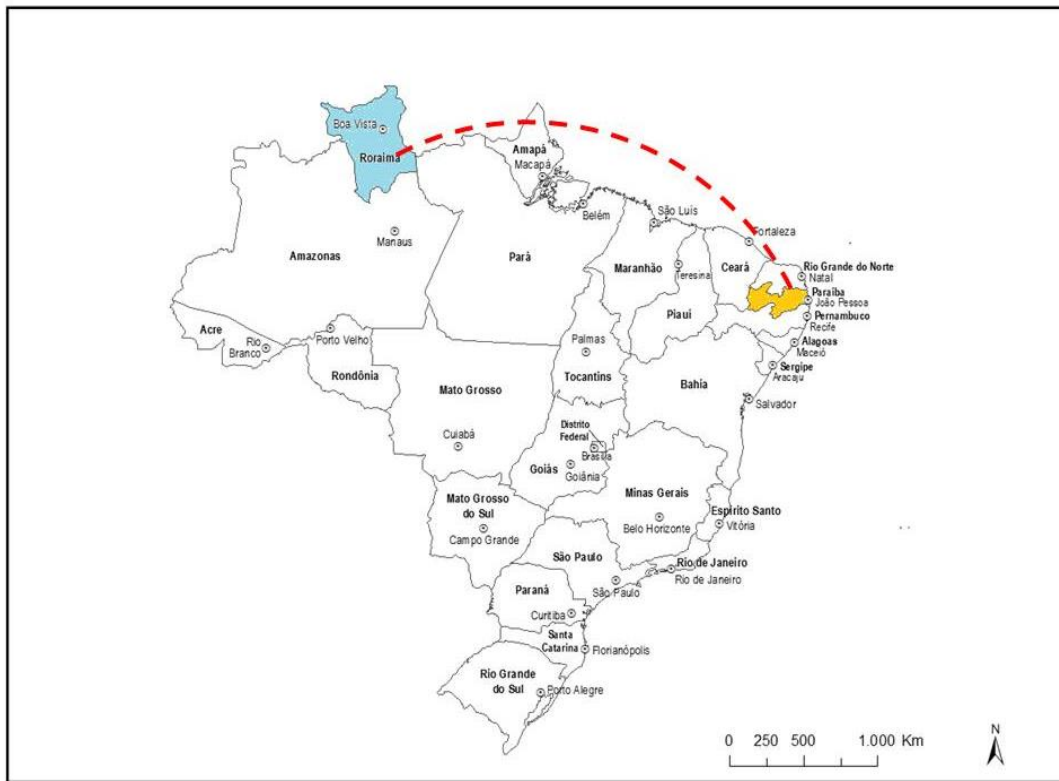 Boa Vista
Roraima
Amapá
Macapá
Belém
São Luís
Fortaleza
Manaus
Amazonas
Pará
Maranhão
Teresina
Ceará
Rio Grande do Norte
Natal
Paraíba
João Pessoa
Pernambuco
Recife
Piauí
Alagoas
Maceió
Sergipe
Aracaju
Acre
Rio
Branco
Porto Velho
Rondônia
Palmas
Tocantins
Mato Grosso
Bahia
Salvador
Cuiabá
Distrito
Federal
Brasília
Goiás
Goiânia
Minas Gerais
Belo Horizonte
Mato Grosso
do Sul
Campo Grande
Espírito Santo
Vitória
São Paulo
São Paulo
Rio de Janeiro
Rio de Janeiro
Paraná
Curitiba
Santa
Catarina
Florianópolis
Rio Grande
do Sul
Porto Alegre
0 250 500 1.000 Km
N